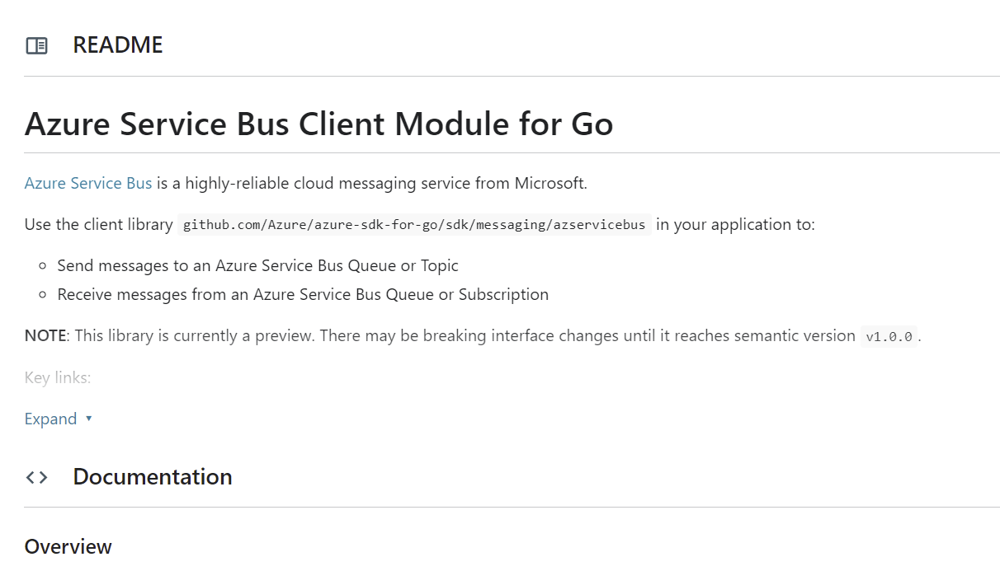 README
Azure Service Bus Client Module for Go
Azure Service Bus is a highly-reliable cloud messaging service from Microsoft.
Use the client library github.com/Azure/azure-sdk-for-go/sdk/messaging/azservicebus in your application to:
Send messages to an Azure Service Bus Queue or Topic
Receive messages from an Azure Service Bus Queue or Subscription
NOTE: This library is currently a preview. There may be breaking interface changes until it reaches semantic version v1.0.0.
Key links:
Expand ▾
Documentation
Overview